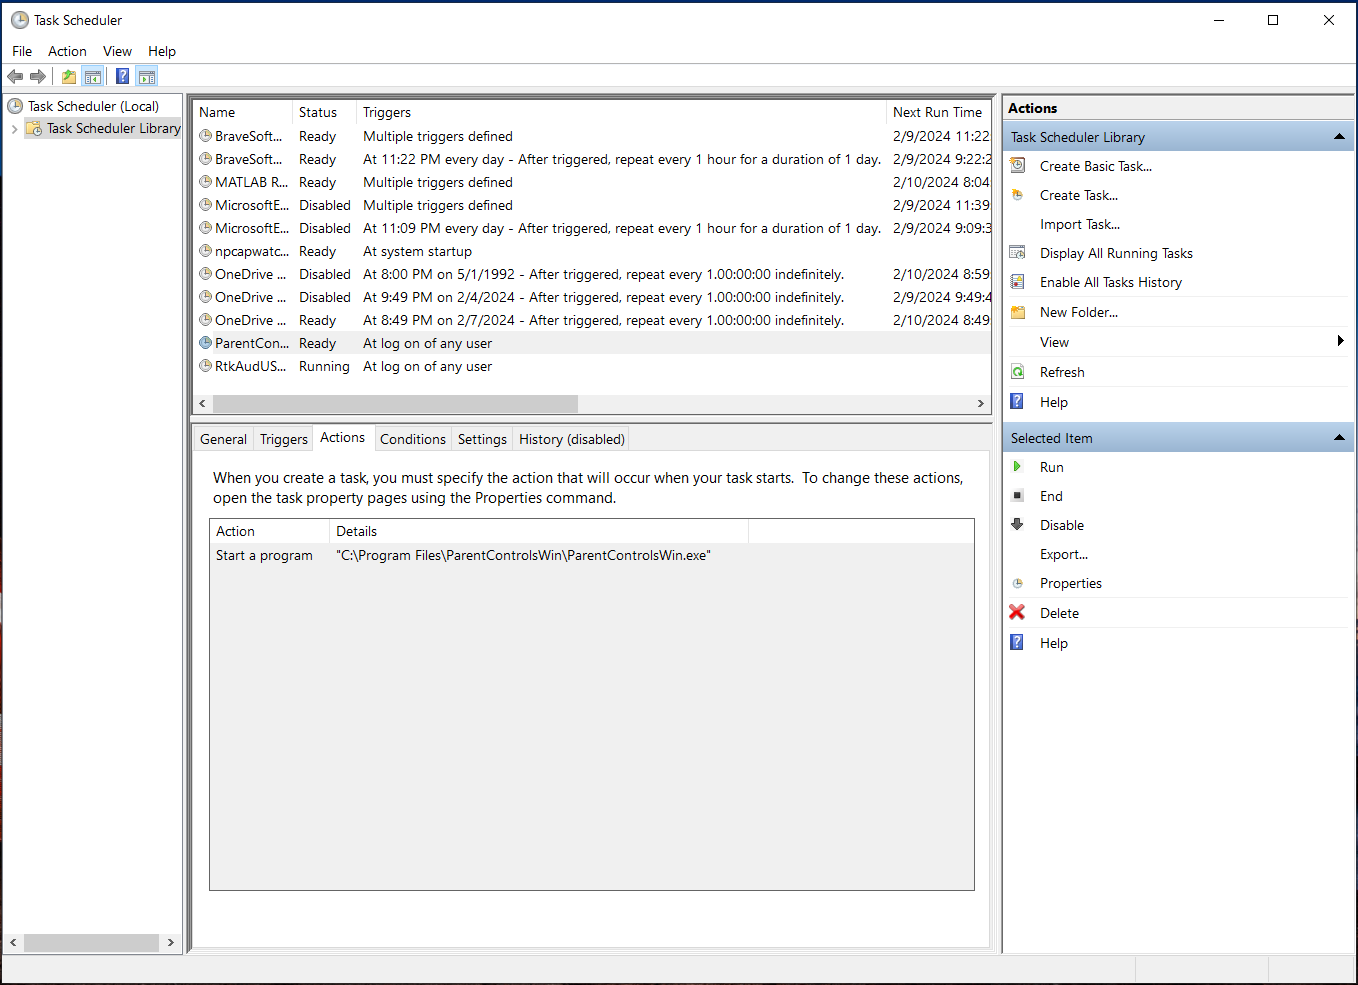 Task Scheduler
File Action View Help
Task Scheduler (Local)
Task Scheduler Library
Name Status Triggers Next Run Time
BraveSoft... Ready Multiple triggers defined 2/9/2024 11:22
BraveSoft... Ready At 11:22 PM every day - After triggered, repeat every 1 hour for a duration of 1 day. 2/9/2024 9:22:2
MATLAB R... Ready Multiple triggers defined 2/10/2024 8:04
MicrosoftE... Disabled Multiple triggers defined 2/9/2024 11:39
MicrosoftE... Disabled At 11:09 PM every day - After triggered, repeat every 1 hour for a duration of 1 day. 2/9/2024 9:09:3
npcapwatc... Ready At system startup
OneDrive ... Disabled At 8:00 PM on 5/1/1992 - After triggered, repeat every 1.00:00:00 indefinitely. 2/10/2024 8:59
OneDrive ... Disabled At 9:49 PM on 2/4/2024 - After triggered, repeat every 1.00:00:00 indefinitely. 2/9/2024 9:49:4
OneDrive ... Ready At 8:49 PM on 2/7/2024 - After triggered, repeat every 1.00:00:00 indefinitely. 2/10/2024 8:49
ParentCon... Ready At log on of any user
RtkAudUS... Running At log on of any user
General Triggers Actions Conditions Settings History (disabled)
When you create a task, you must specify the action that will occur when your task starts. To change these actions,
open the task property pages using the Properties command.
Action Details
Start a program "C:\Program Files\ParentControlsWin\ParentControlsWin.exe"
Actions
Task Scheduler Library
Create Basic Task...
Create Task...
Import Task...
Display All Running Tasks
Enable All Tasks History
New Folder...
View
Refresh
Help
Selected Item
Run
End
Disable
Export...
Properties
Delete
Help